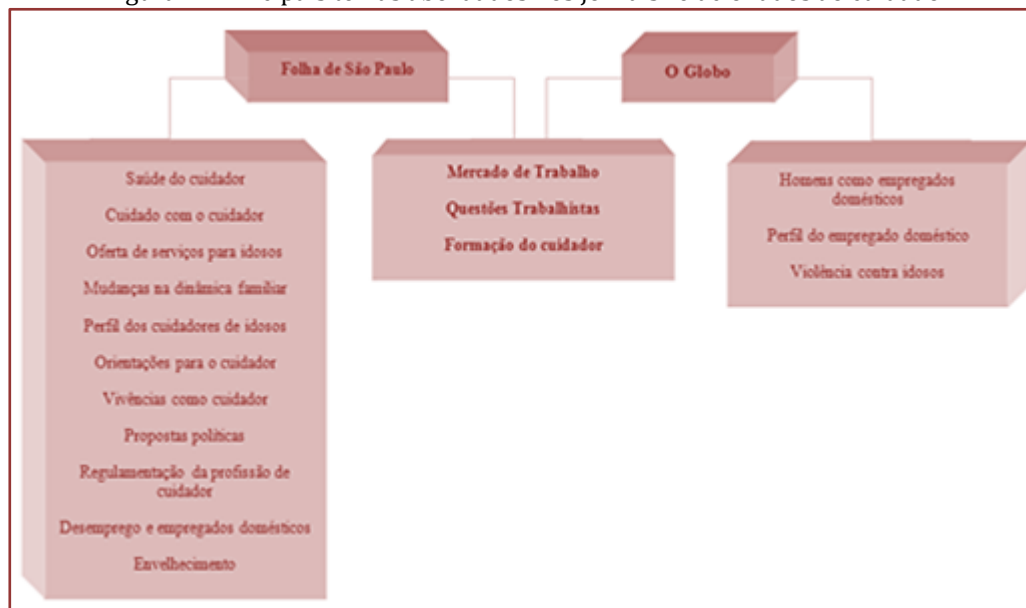 Folha de São Paulo
O Globo
Saúde do cuidador
Cuidado com o cuidador
Oferta de serviços para idosos
Mudanças na dinâmica familiar
Perfil dos cuidadores de idosos
Orientações para o cuidador
Vivências como cuidador
Propostas políticas
Regulamentação da profissão de
cuidador
Desemprego e empregados domésticos
Envelhecimento
Mercado de Trabalho
Questões Trabalhistas
Formação do cuidador
Homens como empregados
domésticos
Perfil do empregado doméstico
Violência contra idosos